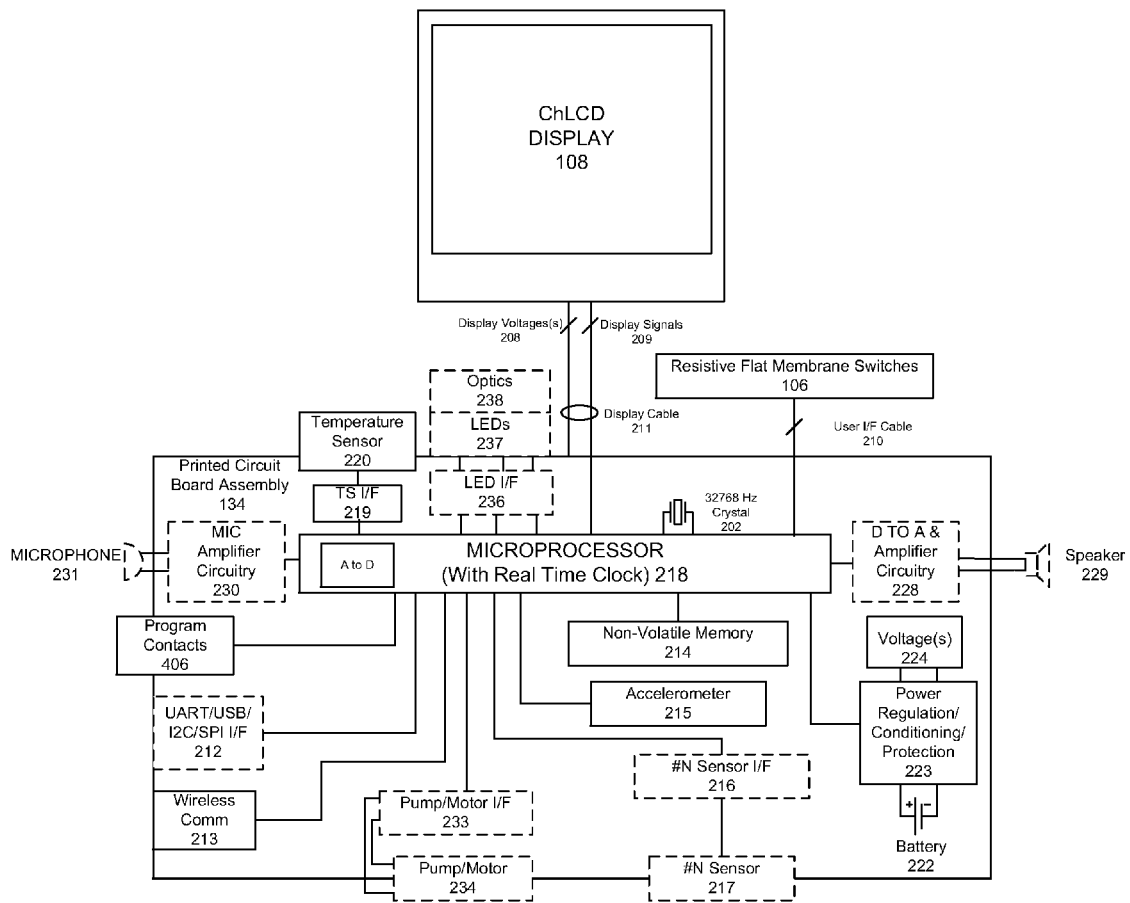 ChLCD
DISPLAY
108
Display Voltages(s)
208
Display Signals
209
Resistive Flat Membrane Switches
106
Optics
238
Display Cable
211
User I/F Cable
210
Temperature
Sensor
220
LEDs
237
Printed Circuit
Board Assembly
134
TS I/F
219
LED I/F
236
32768 Hz
Crystal
202
MICROPHONE
231
MIC
Amplifier
Circuitry
230
A to D
MICROPROCESSOR
(With Real Time Clock) 218
D TO A &
Amplifier
Circuitry
228
Speaker
229
Program
Contacts
406
Non-Volatile Memory
214
Voltage(s)
224
UART/USB/
I2C/SPI I/F
212
Accelerometer
215
Power
Regulation/
Conditioning/
Protection
223
#N Sensor I/F
216
Wireless
Comm
213
Pump/Motor I/F
233
+ -
Battery
222
Pump/Motor
234
#N Sensor
217